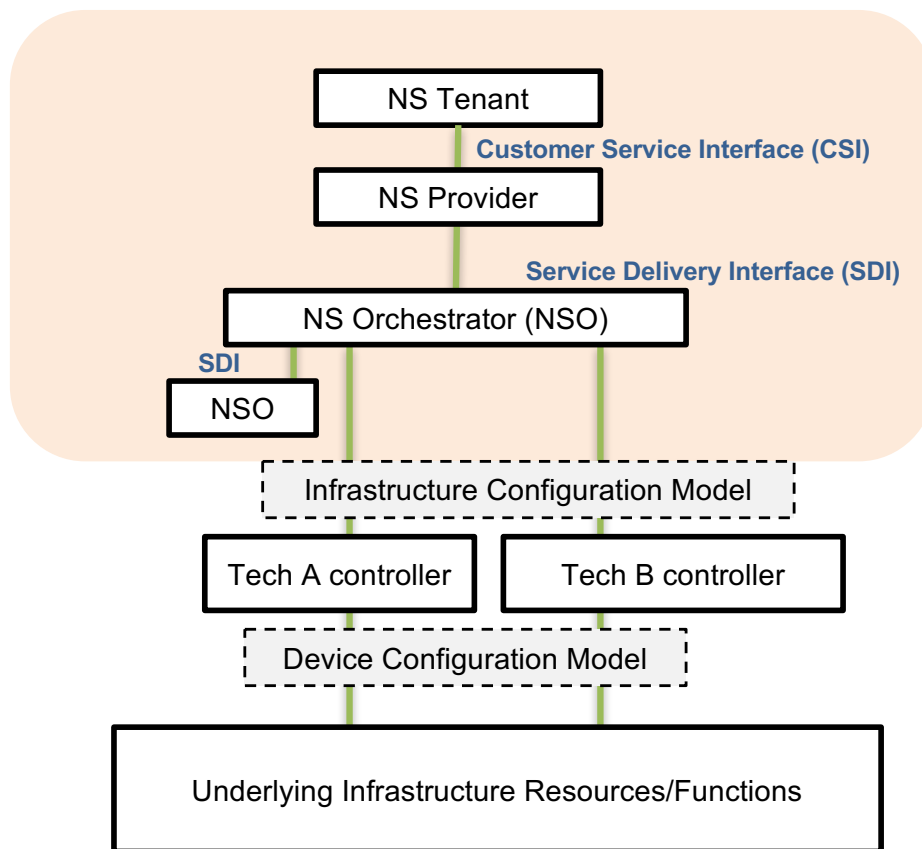 NS Tenant
Customer Service Interface (CSI)
NS Provider
Service Delivery Interface (SDI)
NS Orchestrator (NSO)
SDI
NSO
Infrastructure Configuration Model
Tech A controller
Tech B controller
Device Configuration Model
Underlying Infrastructure Resources/Functions